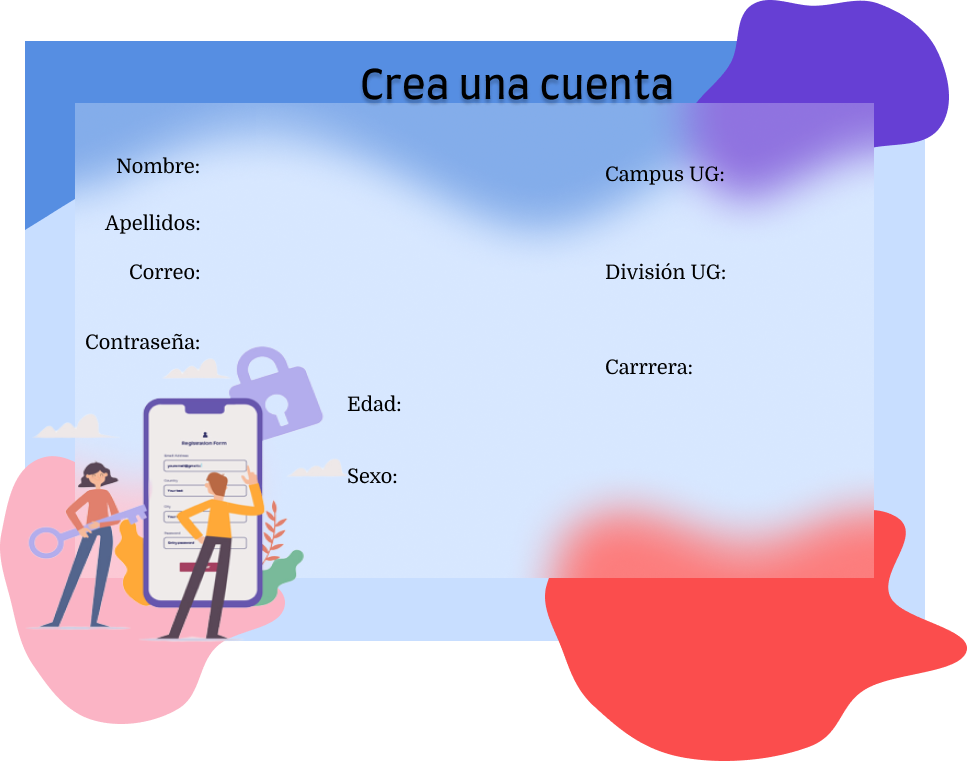 Crea una cuenta
Nombre:
Apellidos:
Correo:
Contraseña:
Campus UG:
División UG:
Carrrera:
Edad:
Sexo:
Registration Form